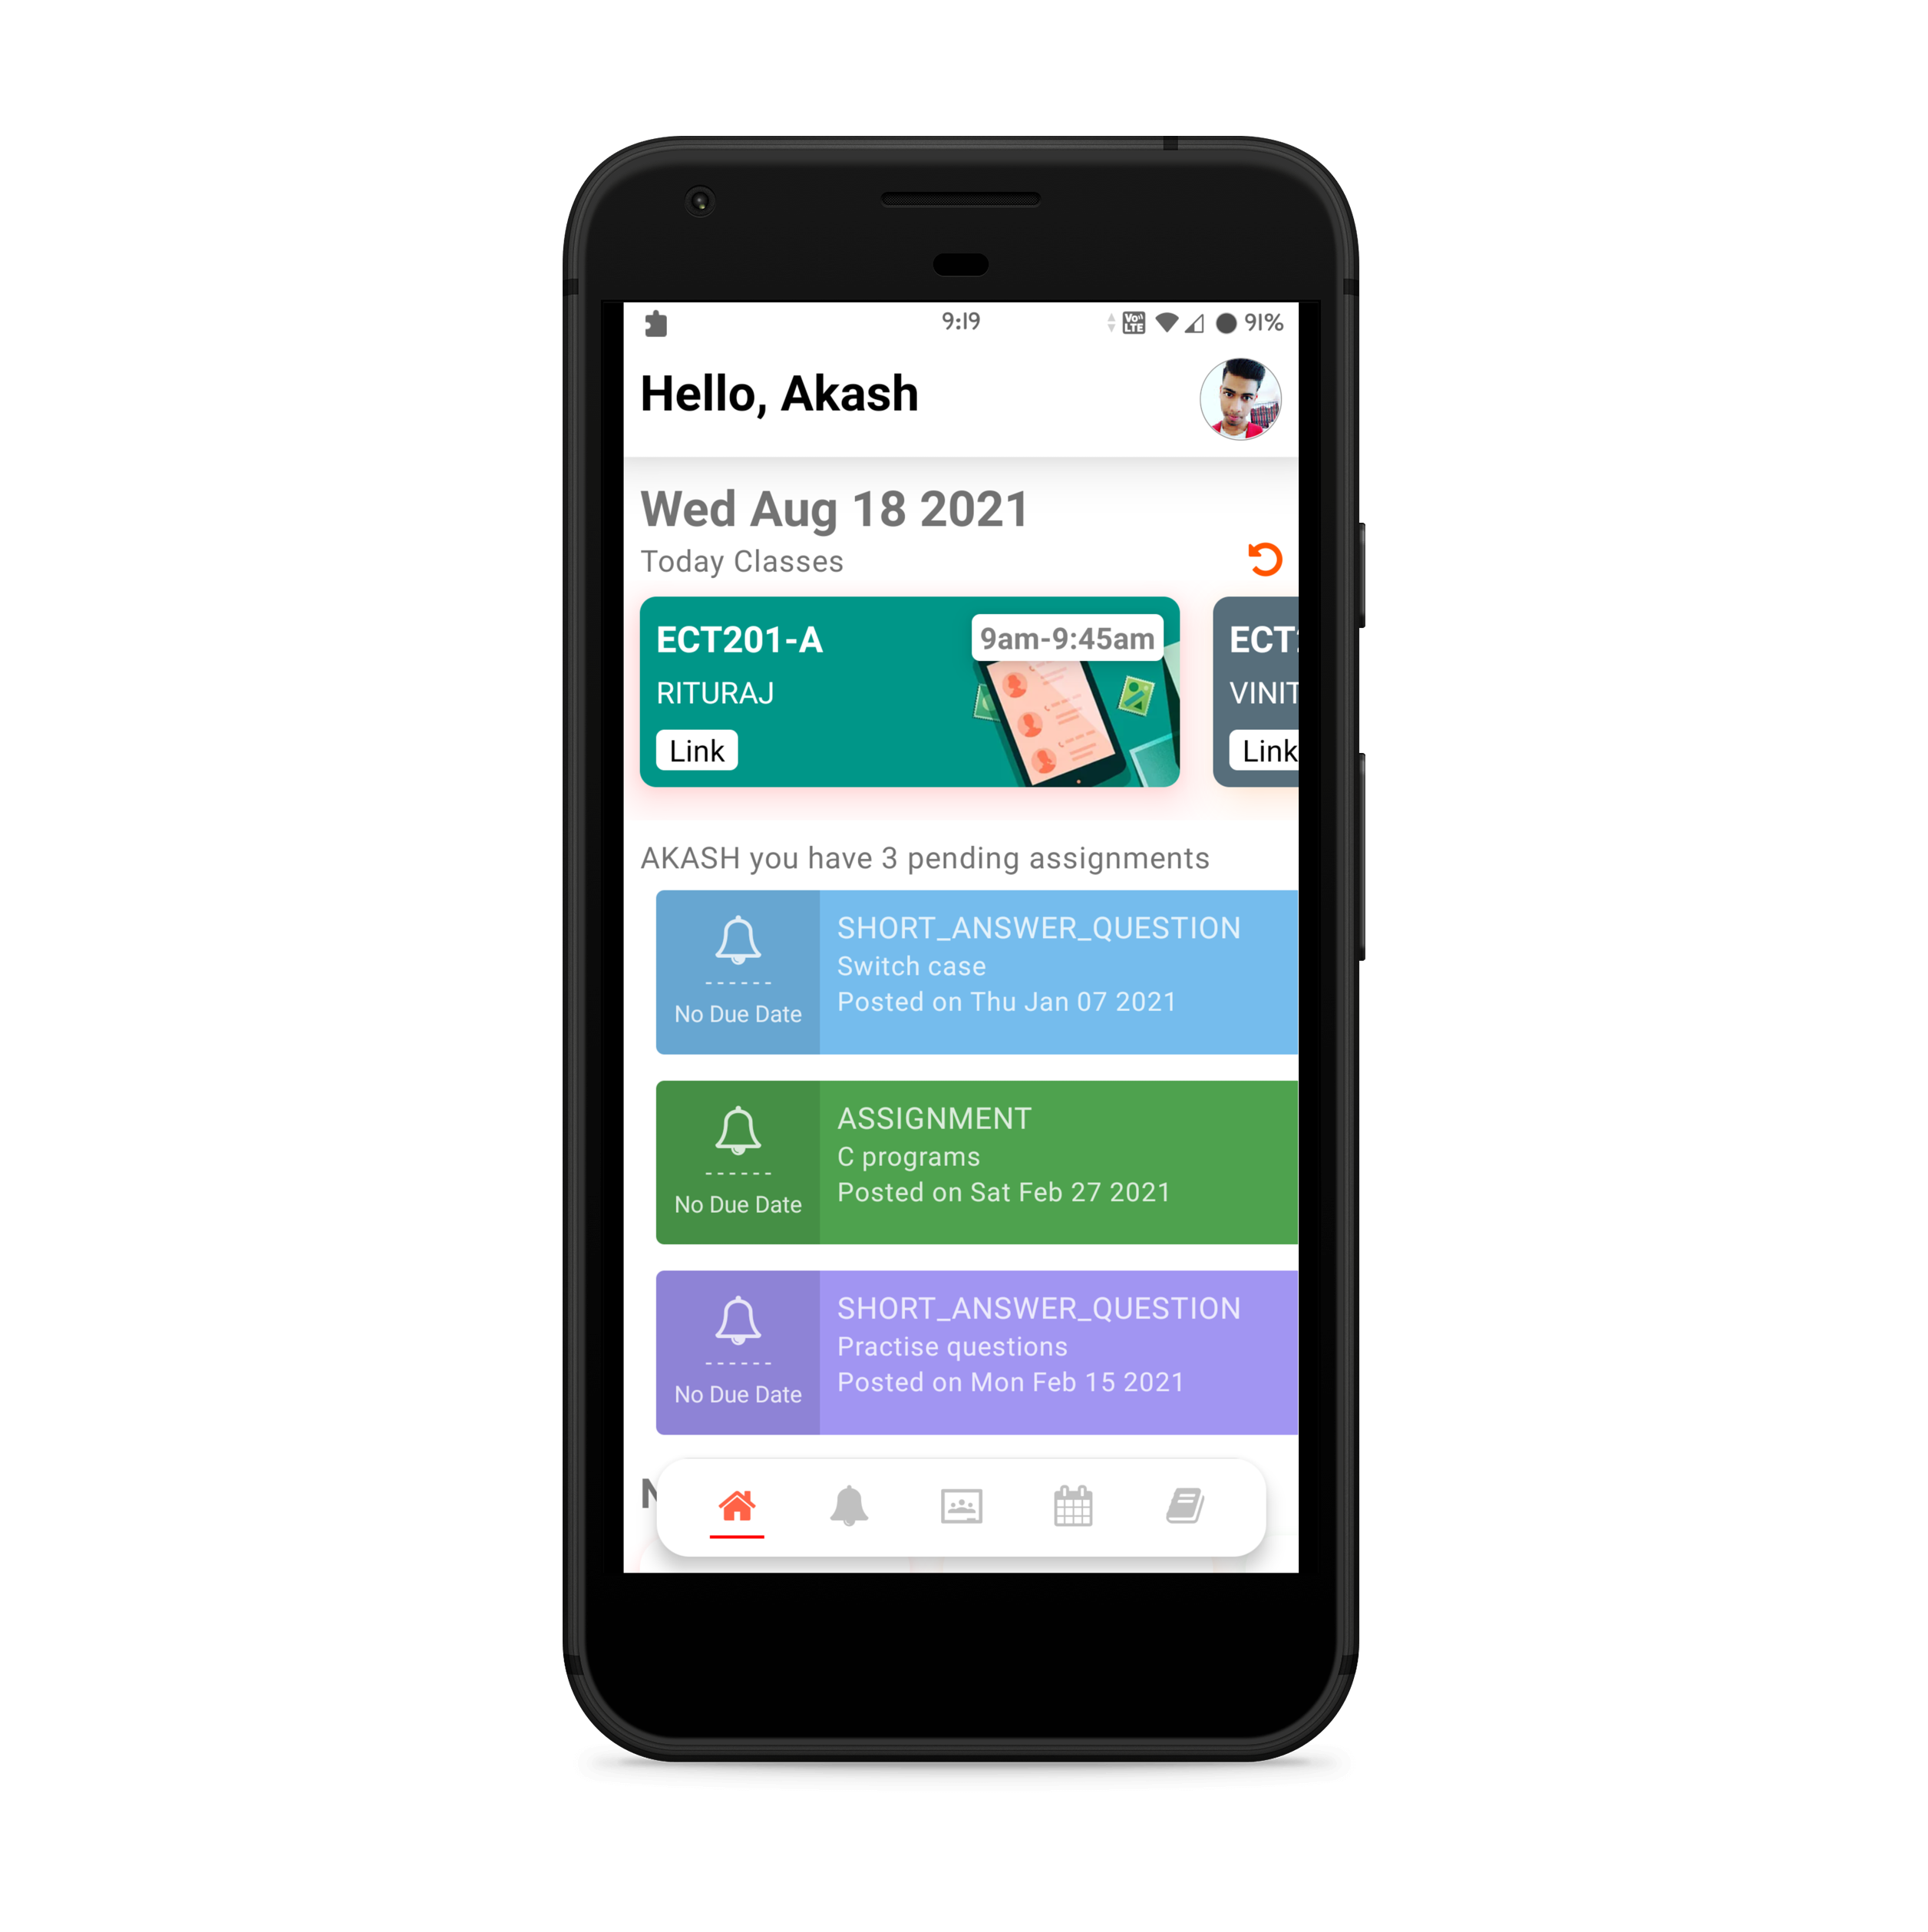 9:19
Vo
LTE
91%
Hello, Akash
Wed Aug 18 2021
Today Classes
ECT201-A
9am-9:45am
RITURAJ
Link
ECT
VINIT
Link
AKASH you have 3 pending assignments
SHORT_ANSWER_QUESTION
Switch case
Posted on Thu Jan 07 2021
No Due Date
ASSIGNMENT
C programs
Posted on Sat Feb 27 2021
No Due Date
SHORT_ANSWER_QUESTION
Practise questions
Posted on Mon Feb 15 2021
No Due Date